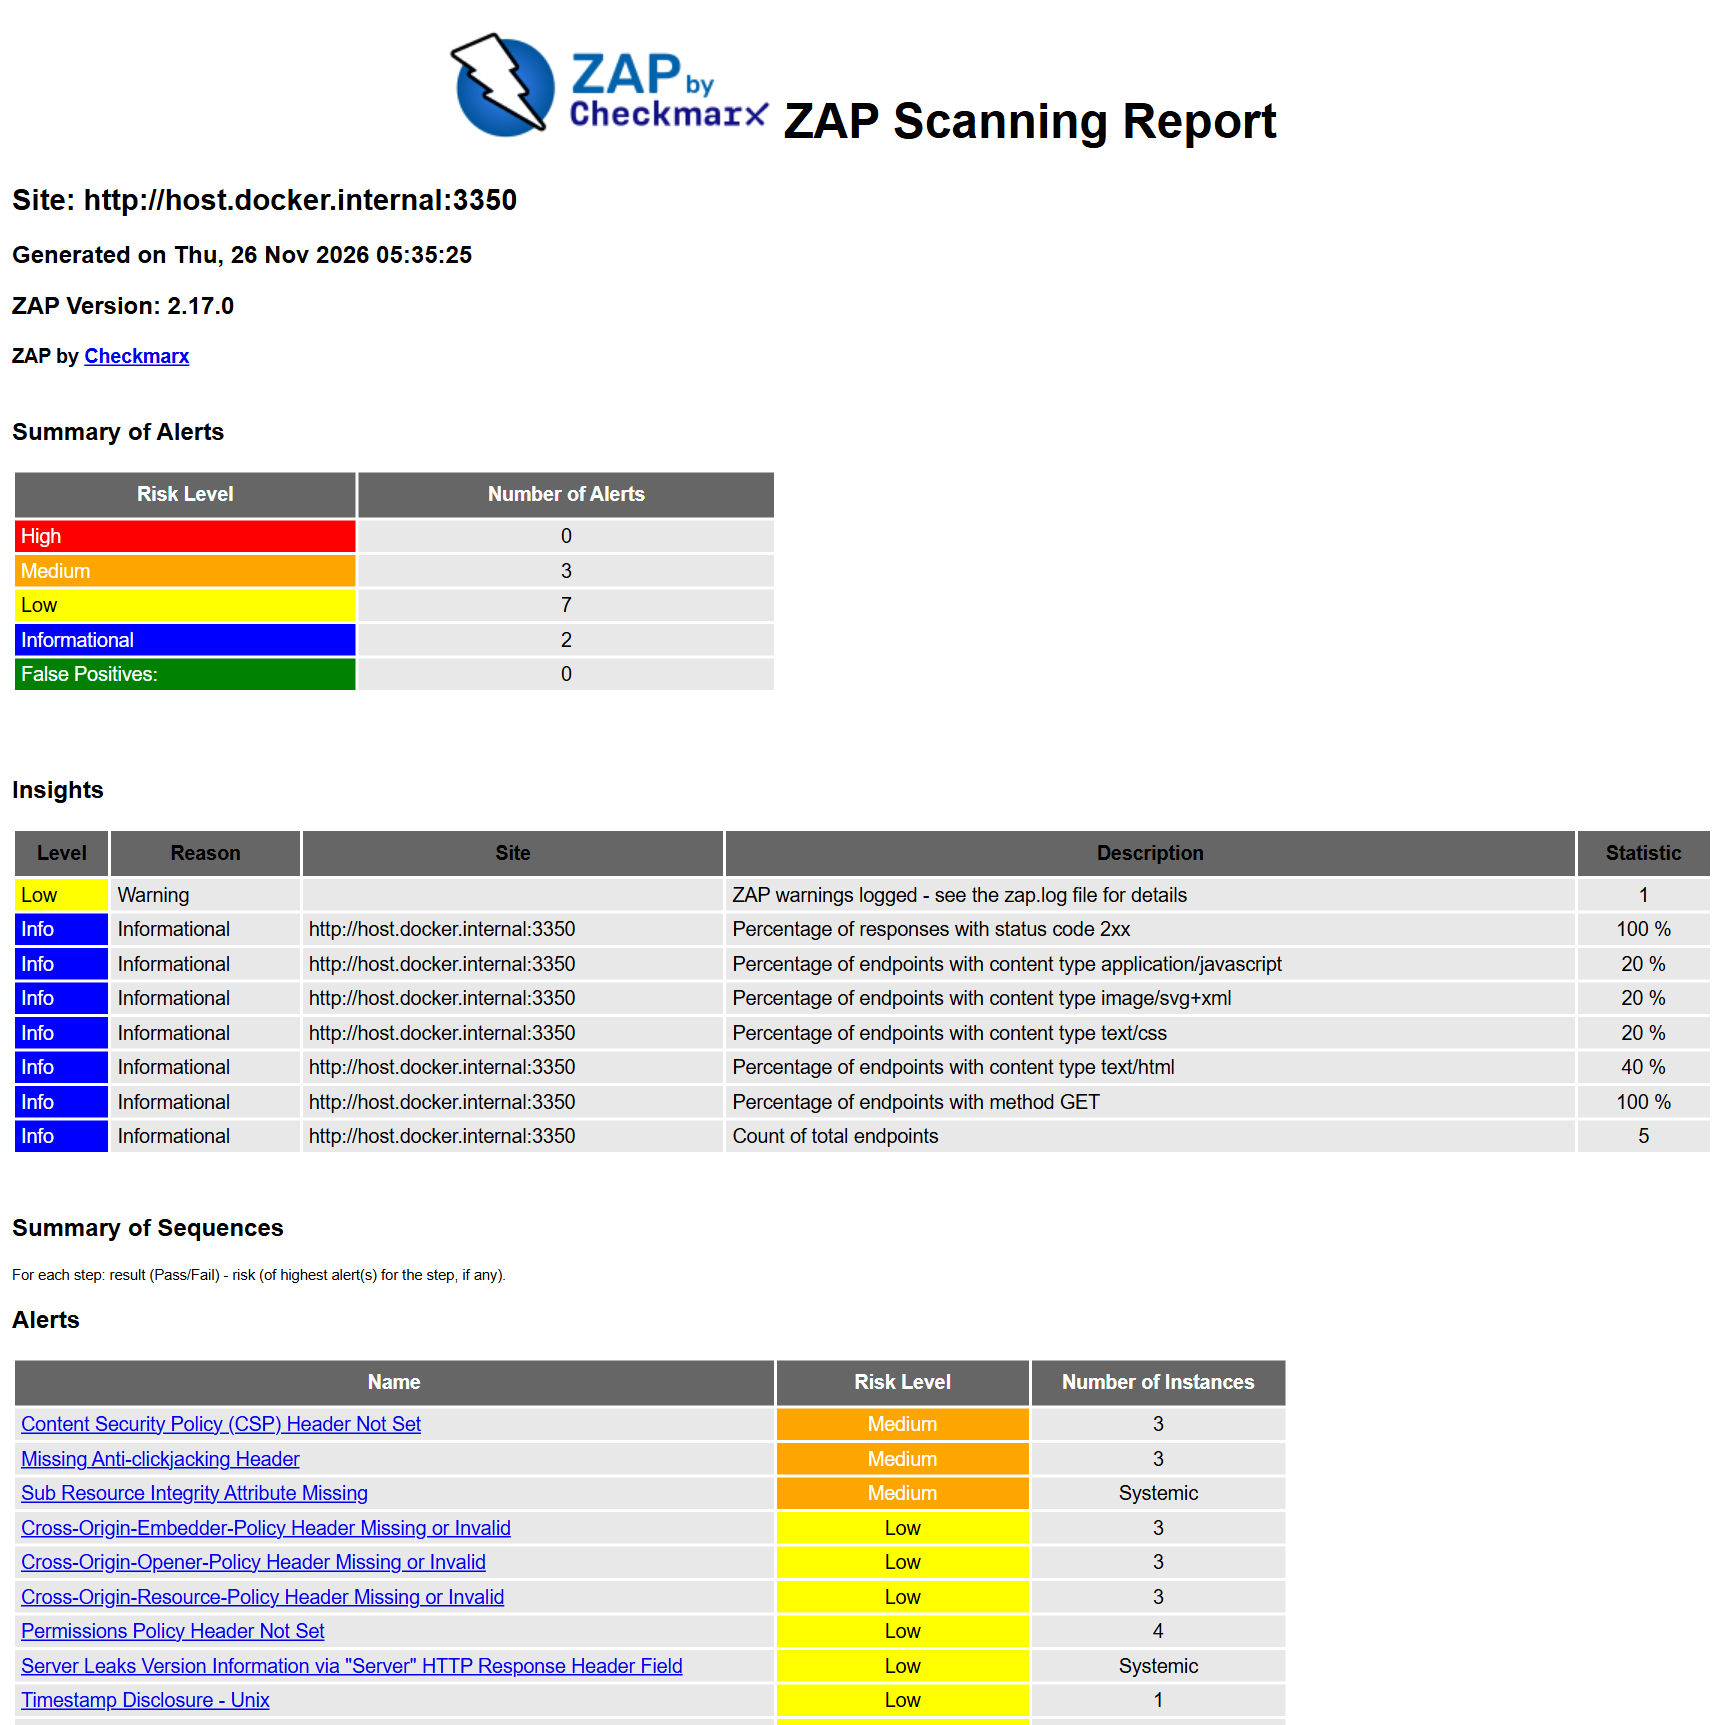 ZAP by
Checkmarx ZAP Scanning Report
Site: http://host.docker.internal:3350
Generated on Thu, 26 Nov 2026 05:35:25
ZAP Version: 2.17.0
ZAP by Checkmarx
Summary of Alerts
Risk Level Number of Alerts
High 0
Medium 3
Low 7
Informational 2
False Positives: 0
Insights
Level Reason Site Description Statistic
Low Warning ZAP warnings logged - see the zap.log file for details 1
Info Informational http://host.docker.internal:3350 Percentage of responses with status code 2xx 100 %
Info Informational http://host.docker.internal:3350 Percentage of endpoints with content type application/javascript 20 %
Info Informational http://host.docker.internal:3350 Percentage of endpoints with content type image/svg+xml 20 %
Info Informational http://host.docker.internal:3350 Percentage of endpoints with content type text/css 20 %
Info Informational http://host.docker.internal:3350 Percentage of endpoints with content type text/html 40 %
Info Informational http://host.docker.internal:3350 Percentage of endpoints with method GET 100 %
Info Informational http://host.docker.internal:3350 Count of total endpoints 5
Summary of Sequences
For each step: result (Pass/Fail) - risk (of highest alert(s) for the step, if any).
Alerts
Name Risk Level Number of Instances
Content Security Policy (CSP) Header Not Set Medium 3
Missing Anti-clickjacking Header Medium 3
Sub Resource Integrity Attribute Missing Medium Systemic
Cross-Origin-Embedder-Policy Header Missing or Invalid Low 3
Cross-Origin-Opener-Policy Header Missing or Invalid Low 3
Cross-Origin-Resource-Policy Header Missing or Invalid Low 3
Permissions Policy Header Not Set Low 4
Server Leaks Version Information via "Server" HTTP Response Header Field Low Systemic
Timestamp Disclosure - Unix Low 1